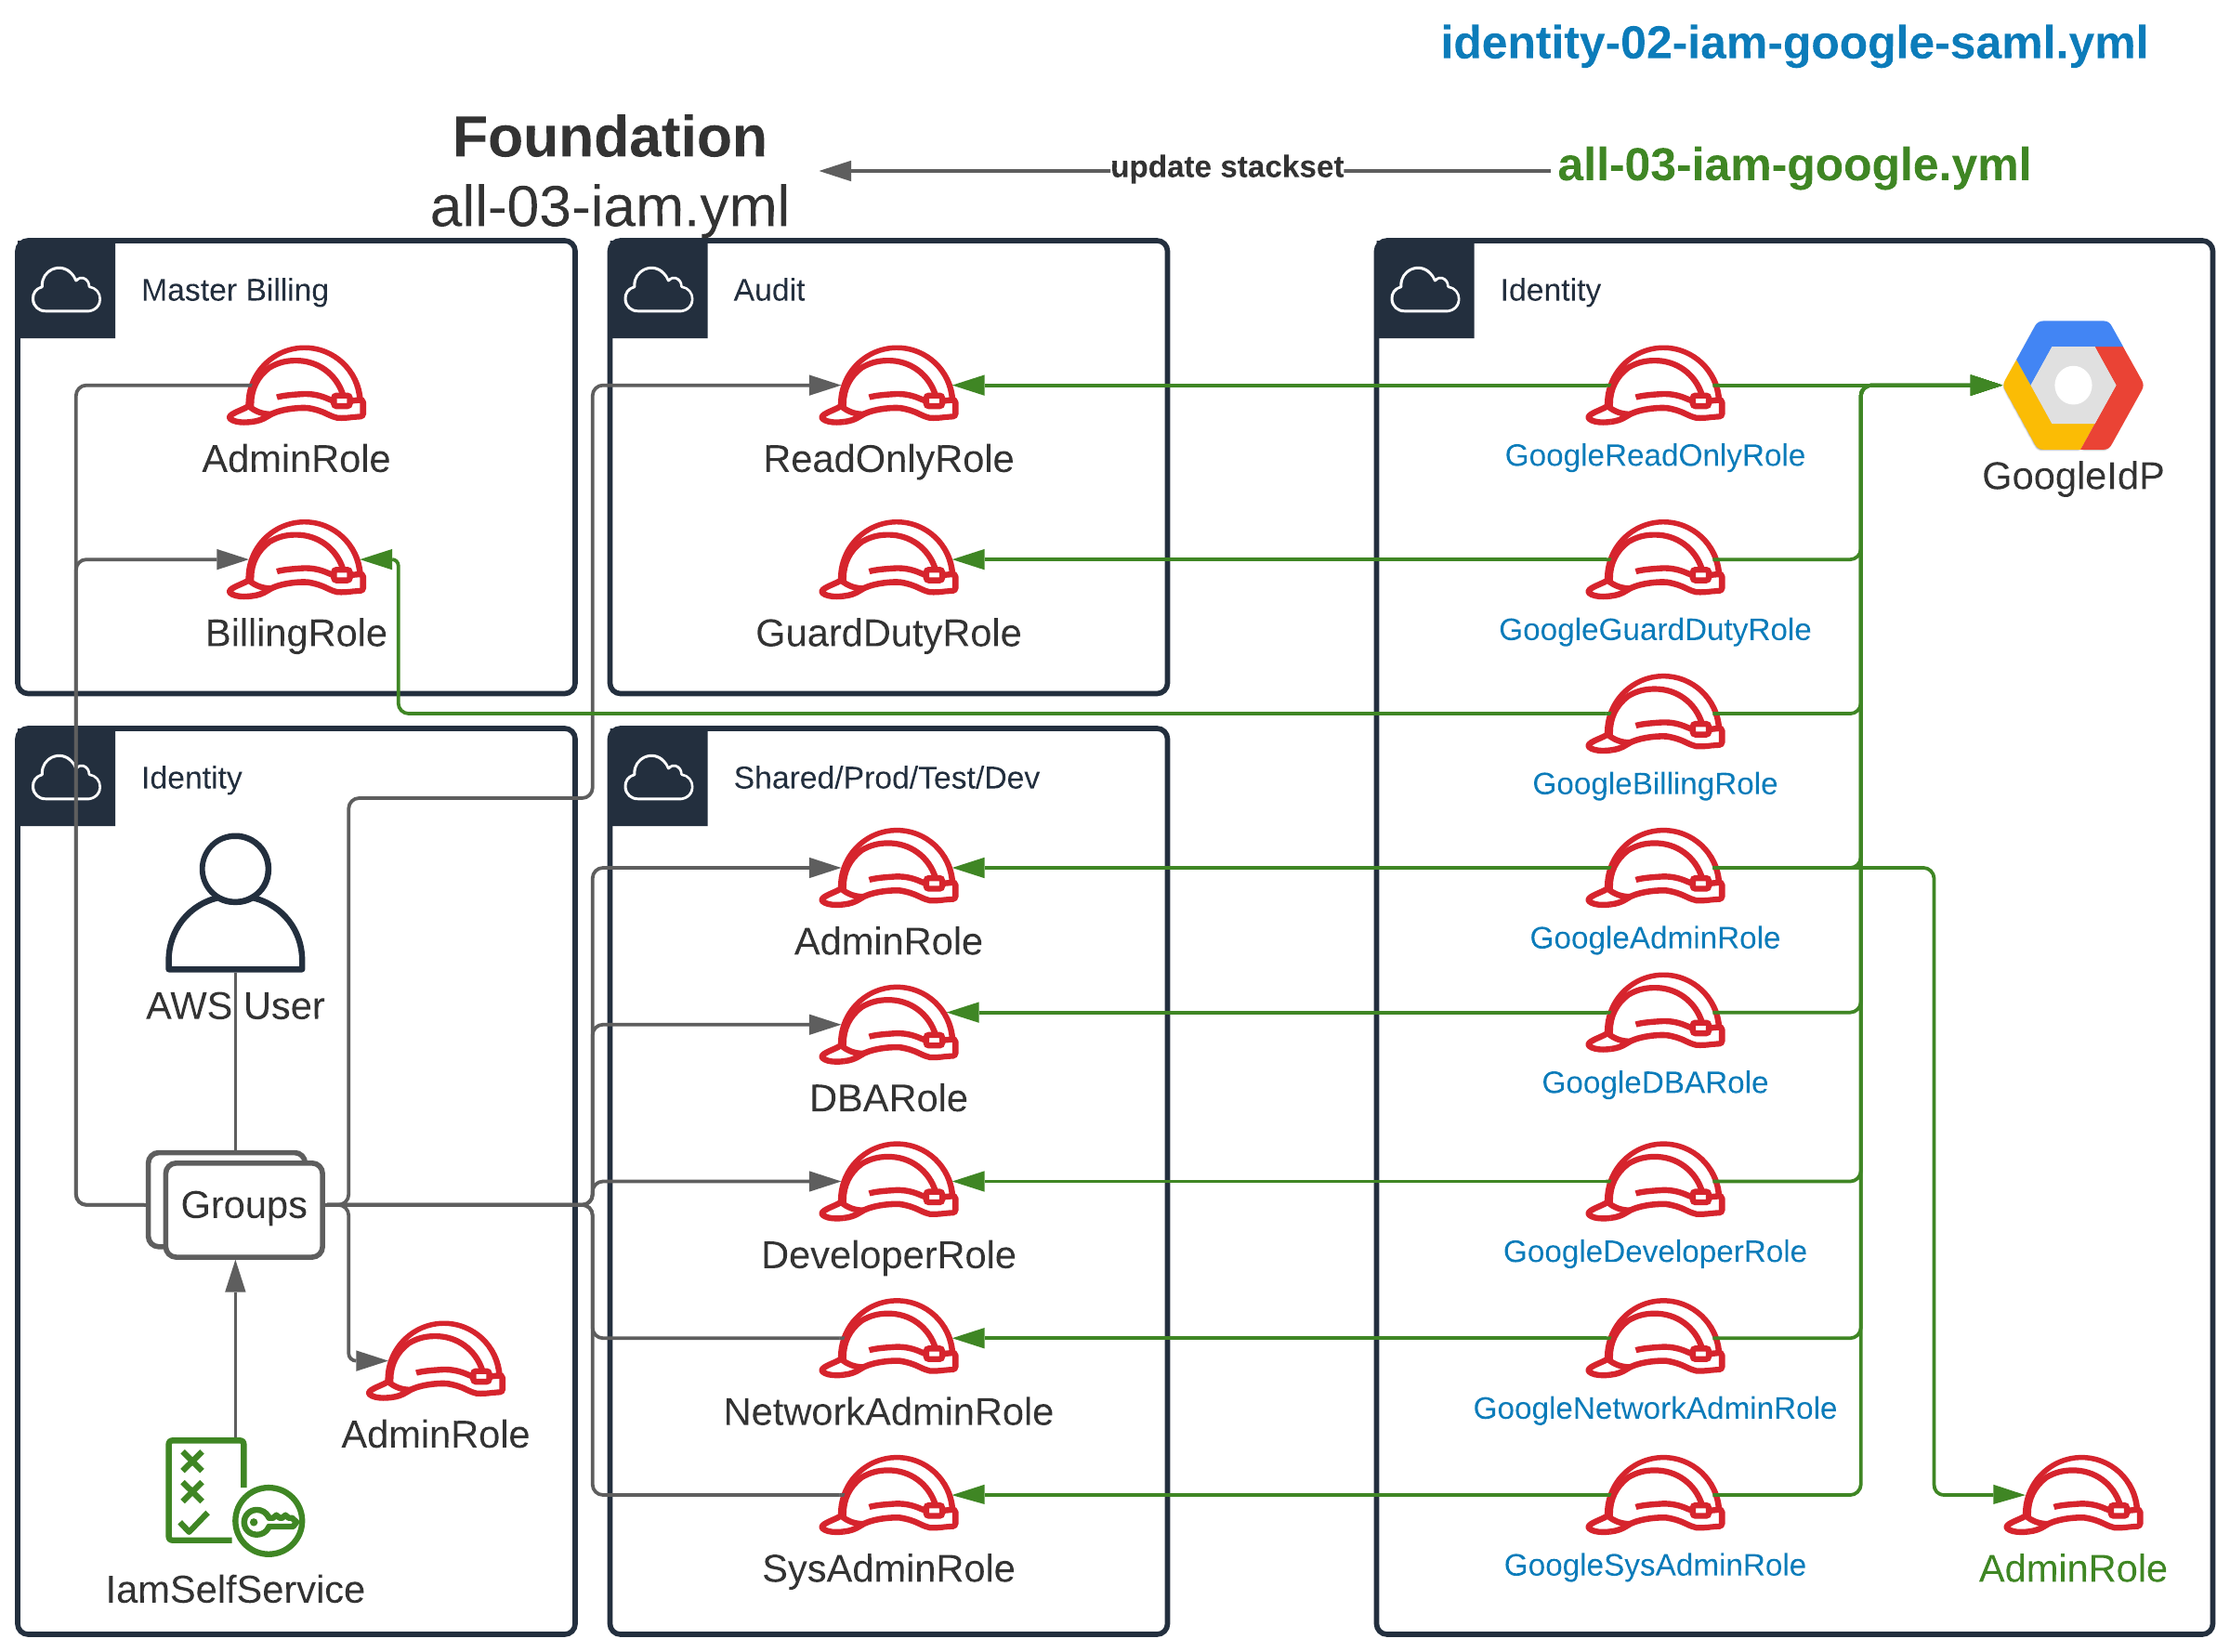 identity-02-iam-google-saml.yml
Foundation
all-03-iam.yml
update stackset
all-03-iam-google.yml
Master Billing
AdminRole
BillingRole
Audit
ReadOnlyRole
GuardDutyRole
Identity
AWS User
Groups
AdminRole
IamSelfService
Shared/Prod/Test/Dev
AdminRole
DBARole
DeveloperRole
NetworkAdminRole
SysAdminRole
Identity
GoogleIdP
GoogleReadOnlyRole
GoogleGuardDutyRole
GoogleBillingRole
GoogleAdminRole
GoogleDBARole
GoogleDeveloperRole
GoogleNetworkAdminRole
GoogleSysAdminRole
AdminRole